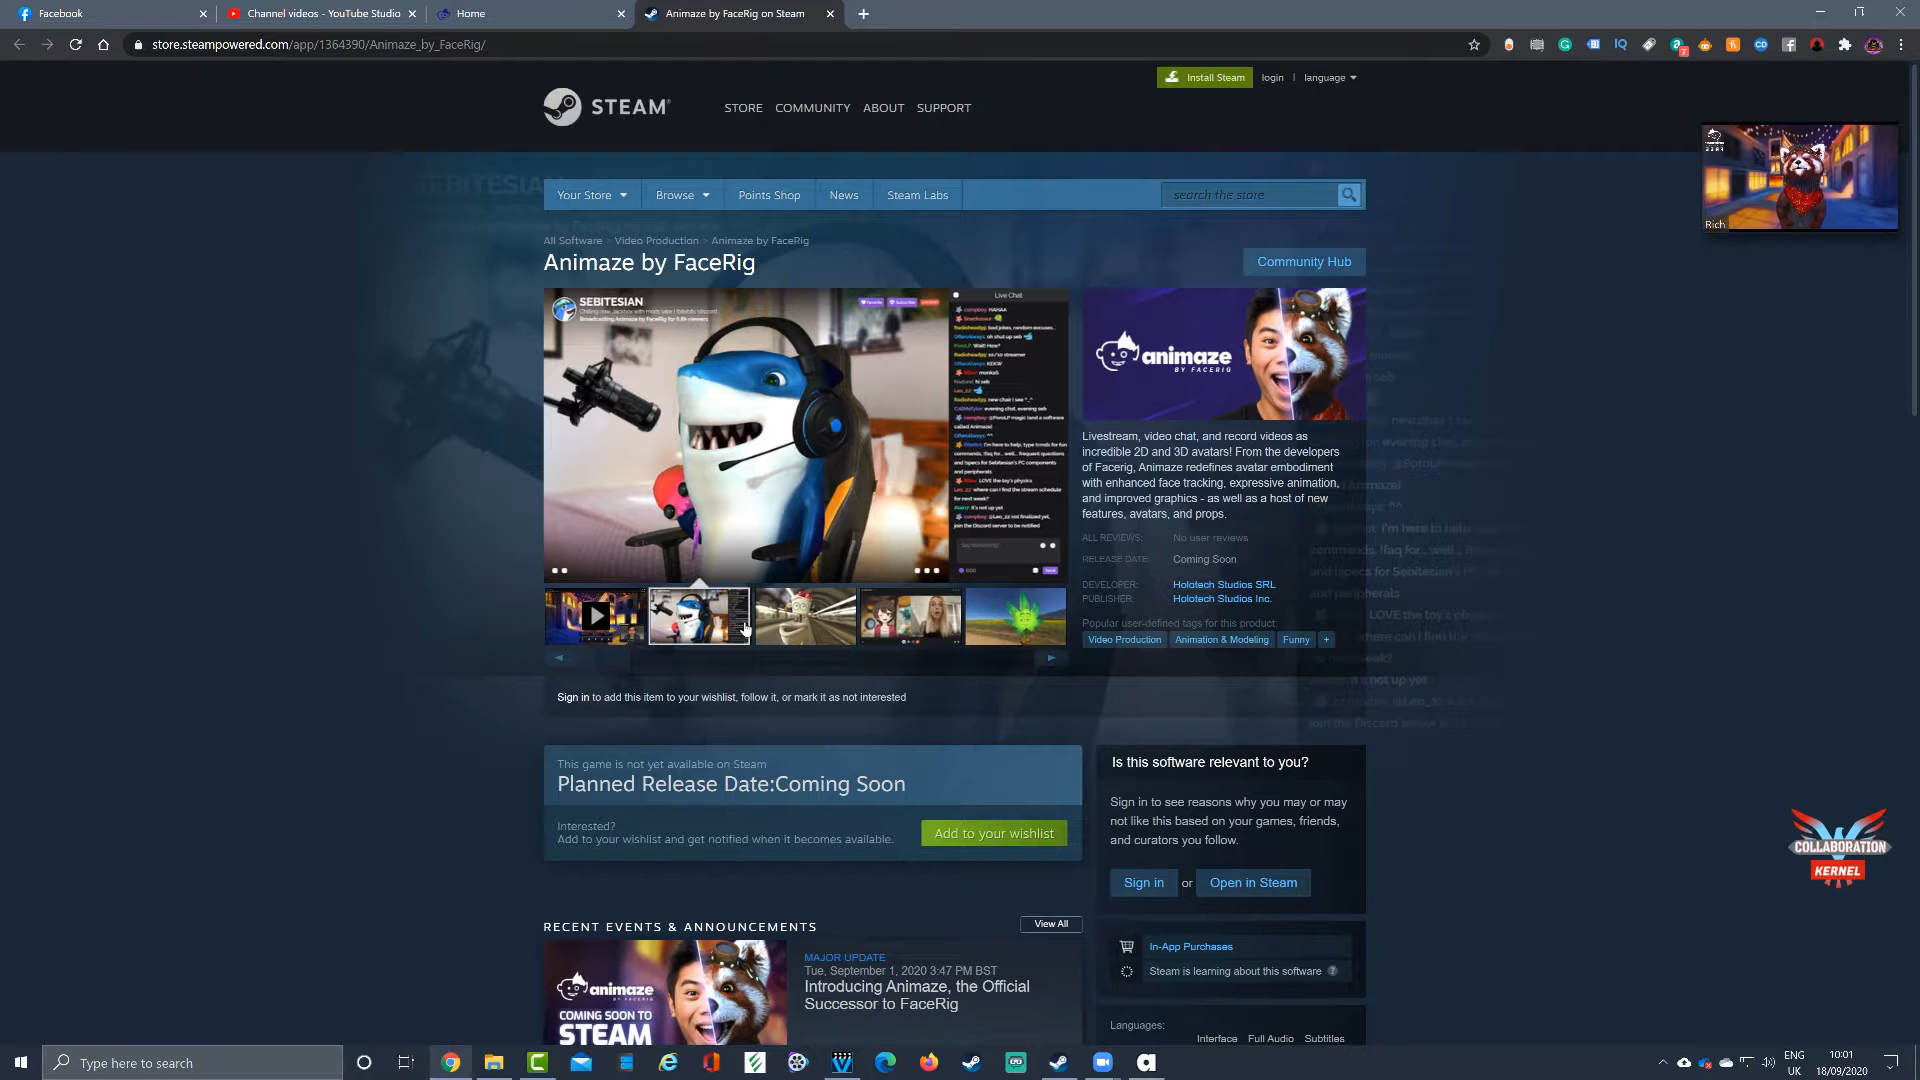 Facebook
Channel videos - YouTube Studio
Home
Animaze by FaceRig on Steam
store.steampowered.com/app/1364390/Animaze_by_FaceRig/
Install Steam
login
language
STEAM
STORE
COMMUNITY
ABOUT
SUPPORT
Rich
Your Store
Browse
Points Shop
News
Steam Labs
search the store
All Software > Video Production > Animaze by FaceRig
Animaze by FaceRig
Community Hub
SEBITESIAN
Live Chat
animaze
BY FACERIG
Livestream, video chat, and record videos as
incredible 2D and 3D avatars! From the developers
of Facerig, Animaze redefines avatar embodiment
with enhanced face tracking, expressive animation,
and improved graphics - as well as a host of new
features, avatars, and props.
ALL REVIEWS: No user reviews
RELEASE DATE: Coming Soon
DEVELOPER: Holotech Studios SRL
PUBLISHER: Holotech Studios Inc.
Popular user-defined tags for this product:
Video Production
Animation & Modeling
Funny
+
Sign in to add this item to your wishlist, follow it, or mark it as not interested
This game is not yet available on Steam
Planned Release Date:Coming Soon
Interested?
Add to your wishlist and get notified when it becomes available.
Add to your wishlist
Is this software relevant to you?
Sign in to see reasons why you may or may
not like this based on your games, friends,
and curators you follow.
Sign in or Open in Steam
COLLABORATION
KERNEL
RECENT EVENTS & ANNOUNCEMENTS
View All
In-App Purchases
Steam is learning about this software ?
animaze
BY FACERIG
COMING SOON TO
STEAM
MAJOR UPDATE
Tue, September 1, 2020 3:47 PM BST
Introducing Animaze, the Official
Successor to FaceRig
Languages:
Interface Full Audio Subtitles
Type here to search
ENG
UK
10:01
18/09/2020